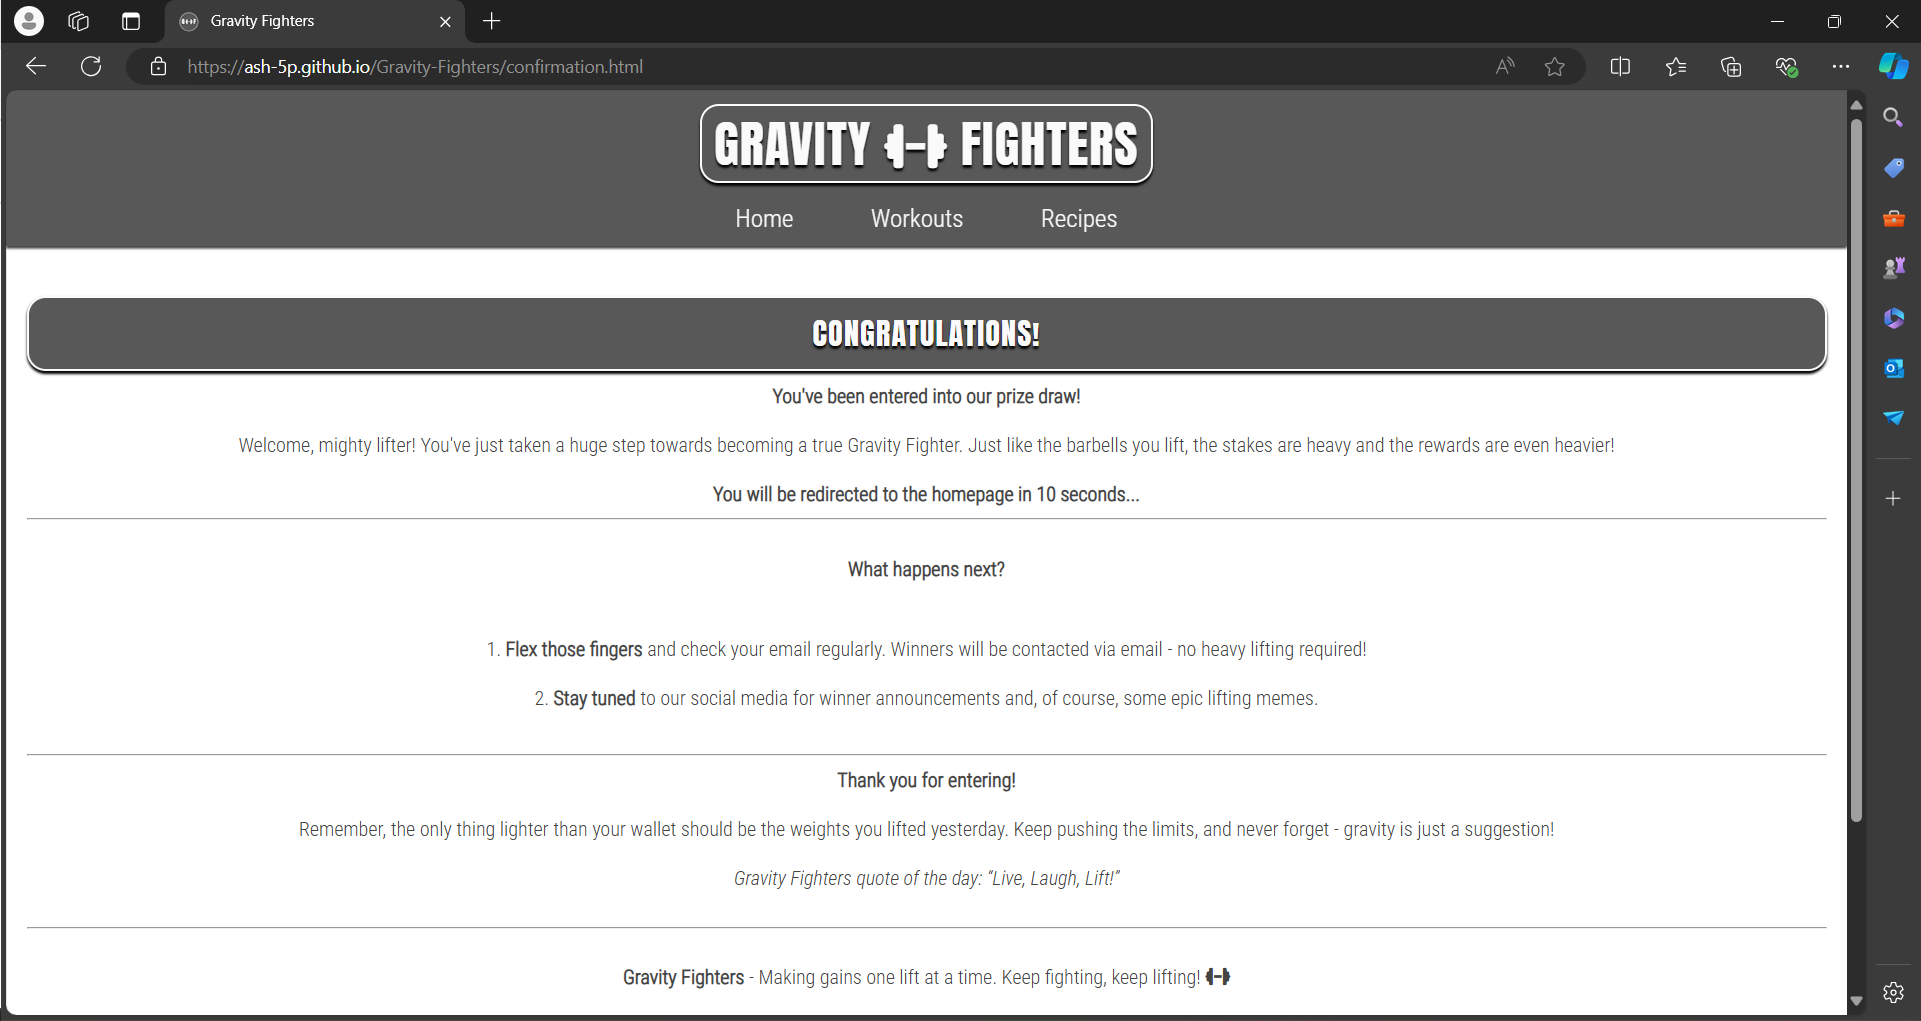 Gravity Fighters
https://ash-5p.github.io/Gravity-Fighters/confirmation.html
GRAVITY FIGHTERS
Home Workouts Recipes
CONGRATULATIONS!
You've been entered into our prize draw!
Welcome, mighty lifter! You've just taken a huge step towards becoming a true Gravity Fighter. Just like the barbells you lift, the stakes are heavy and the rewards are even heavier!
You will be redirected to the homepage in 10 seconds...
What happens next?
1. Flex those fingers and check your email regularly. Winners will be contacted via email - no heavy lifting required!
2. Stay tuned to our social media for winner announcements and, of course, some epic lifting memes.
Thank you for entering!
Remember, the only thing lighter than your wallet should be the weights you lifted yesterday. Keep pushing the limits, and never forget - gravity is just a suggestion!
Gravity Fighters quote of the day: “Live, Laugh, Lift!”
Gravity Fighters - Making gains one lift at a time. Keep fighting, keep lifting!